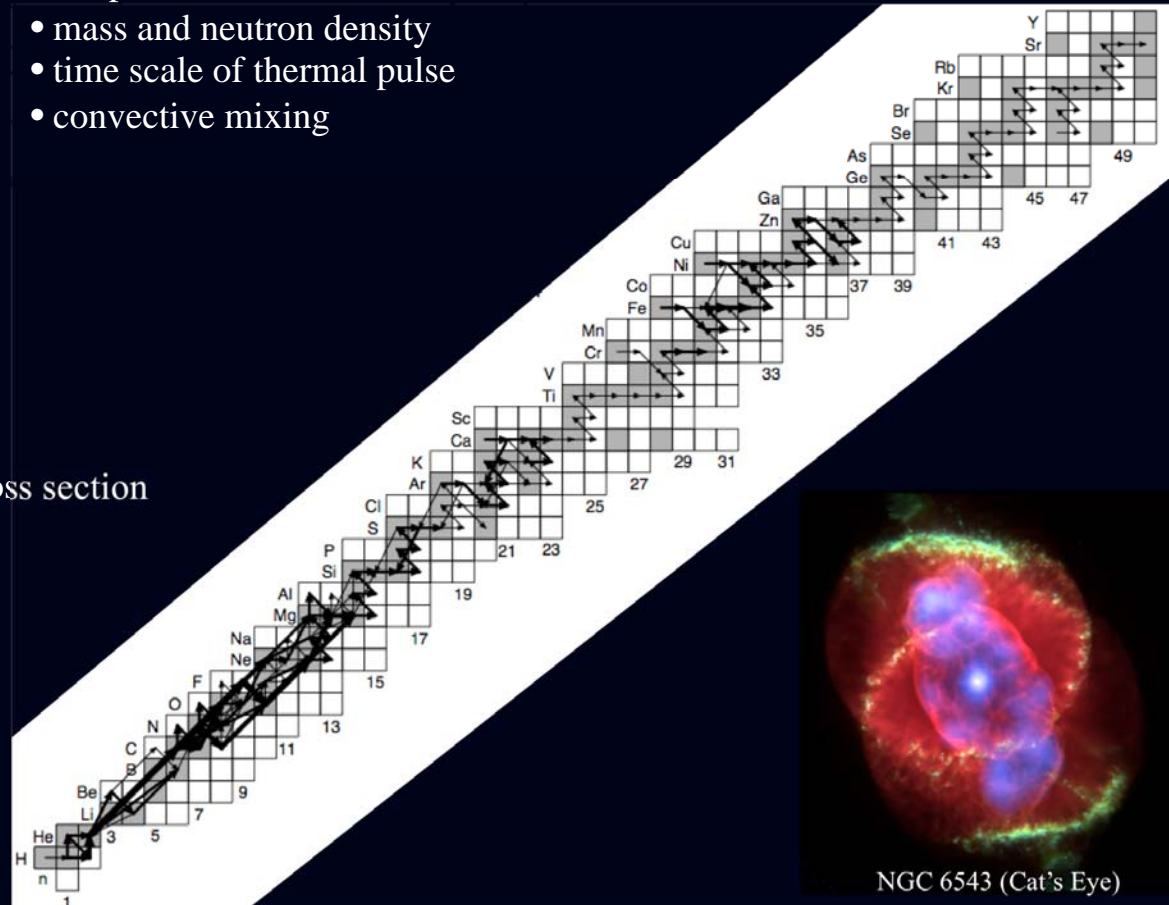 • mass and neutron density
• time scale of thermal pulse
• convective mixing
Y
Sr
Rb
Kr
Br
Se
49
As
Ge
45
47
Ga
Zn
41
43
Cu
Ni
37
39
Co
Fe
35
Mn
Cr
33
V
Ti
Sc
Ca
29
31
K
Ar
27
25
Cl
S
21
23
oss section
P
Si
19
Al
Mg
17
Na
Ne
15
F
O
13
N
C
11
B
9
Be
Li
7
He
3
5
H
n
1
NGC 6543 (Cat's Eye)